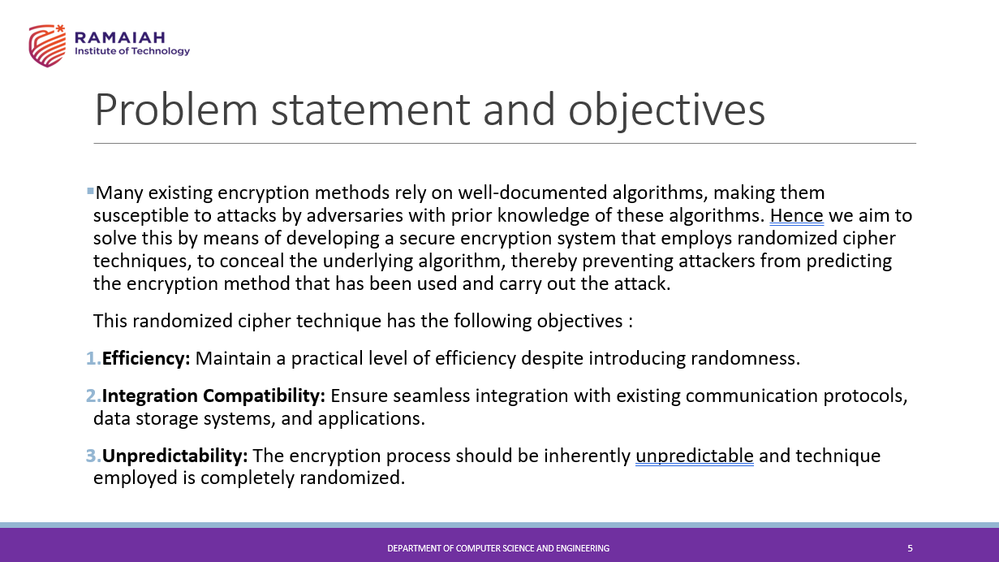 RAMAIAH
Institute of Technology
Problem statement and objectives
▪Many existing encryption methods rely on well-documented algorithms, making them
susceptible to attacks by adversaries with prior knowledge of these algorithms. Hence we aim to
solve this by means of developing a secure encryption system that employs randomized cipher
techniques, to conceal the underlying algorithm, thereby preventing attackers from predicting
the encryption method that has been used and carry out the attack.
This randomized cipher technique has the following objectives :
1.Efficiency: Maintain a practical level of efficiency despite introducing randomness.
2.Integration Compatibility: Ensure seamless integration with existing communication protocols,
data storage systems, and applications.
3.Unpredictability: The encryption process should be inherently unpredictable and technique
employed is completely randomized.
DEPARTMENT OF COMPUTER SCIENCE AND ENGINEERING
5